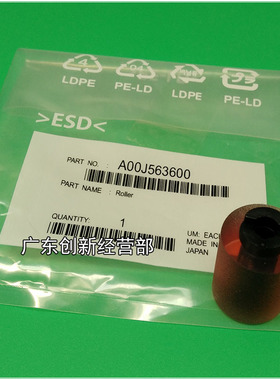 LDPE PE-LD LDPE PE-LD
>ESD<
PART NO. : A00J563600
PART NAME : Roller
QUANTITY: 1 UM: EAC
MADE IN
JAPAN
广东创新经营部